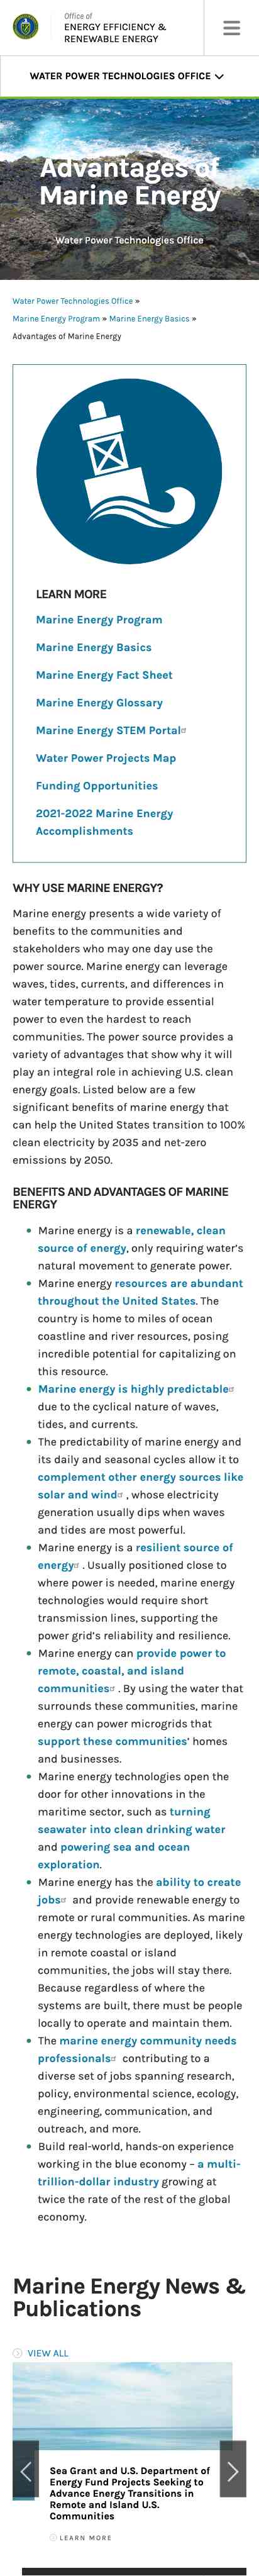 Office of
ENERGY EFFICIENCY &
RENEWABLE ENERGY
WATER POWER TECHNOLOGIES OFFICE
Advantages of
Marine Energy
Water Power Technologies Office
Water Power Technologies Office »
Marine Energy Program » Marine Energy Basics »
Advantages of Marine Energy
LEARN MORE
Marine Energy Program
Marine Energy Basics
Marine Energy Fact Sheet
Marine Energy Glossary
Marine Energy STEM Portal
Water Power Projects Map
Funding Opportunities
2021-2022 Marine Energy
Accomplishments
WHY USE MARINE ENERGY?
Marine energy presents a wide variety of
benefits to the communities and
stakeholders who may one day use the
power source. Marine energy can leverage
waves, tides, currents, and differences in
water temperature to provide essential
power to even the hardest to reach
communities. The power source provides a
variety of advantages that show why it will
play an integral role in achieving U.S. clean
energy goals. Listed below are a few
significant benefits of marine energy that
can help the United States transition to 100%
clean electricity by 2035 and net-zero
emissions by 2050.
BENEFITS AND ADVANTAGES OF MARINE
ENERGY
• Marine energy is a renewable, clean
source of energy, only requiring water's
natural movement to generate power.
• Marine energy resources are abundant
throughout the United States. The
country is home to miles of ocean
coastline and river resources, posing
incredible potential for capitalizing on
this resource.
• Marine energy is highly predictable
due to the cyclical nature of waves,
tides, and currents.
• The predictability of marine energy and
its daily and seasonal cycles allow it to
complement other energy sources like
solar and wind , whose electricity
generation usually dips when waves
and tides are most powerful.
• Marine energy is a resilient source of
energy . Usually positioned close to
where power is needed, marine energy
technologies would require short
transmission lines, supporting the
power grid's reliability and resilience.
• Marine energy can provide power to
remote, coastal, and island
communities . By using the water that
surrounds these communities, marine
energy can power microgrids that
support these communities' homes
and businesses.
• Marine energy technologies open the
door for other innovations in the
maritime sector, such as turning
seawater into clean drinking water
and powering sea and ocean
exploration.
• Marine energy has the ability to create
jobs and provide renewable energy to
remote or rural communities. As marine
energy technologies are deployed, likely
in remote coastal or island
communities, the jobs will stay there.
Because regardless of where the
systems are built, there must be people
locally to operate and maintain them.
• The marine energy community needs
professionals contributing to a
diverse set of jobs spanning research,
policy, environmental science, ecology,
engineering, communication, and
outreach, and more.
• Build real-world, hands-on experience
working in the blue economy – a multi-
trillion-dollar industry growing at
twice the rate of the rest of the global
economy.
Marine Energy News &
Publications
VIEW ALL
Sea Grant and U.S. Department of
Energy Fund Projects Seeking to
Advance Energy Transitions in
Remote and Island U.S.
Communities
LEARN MORE